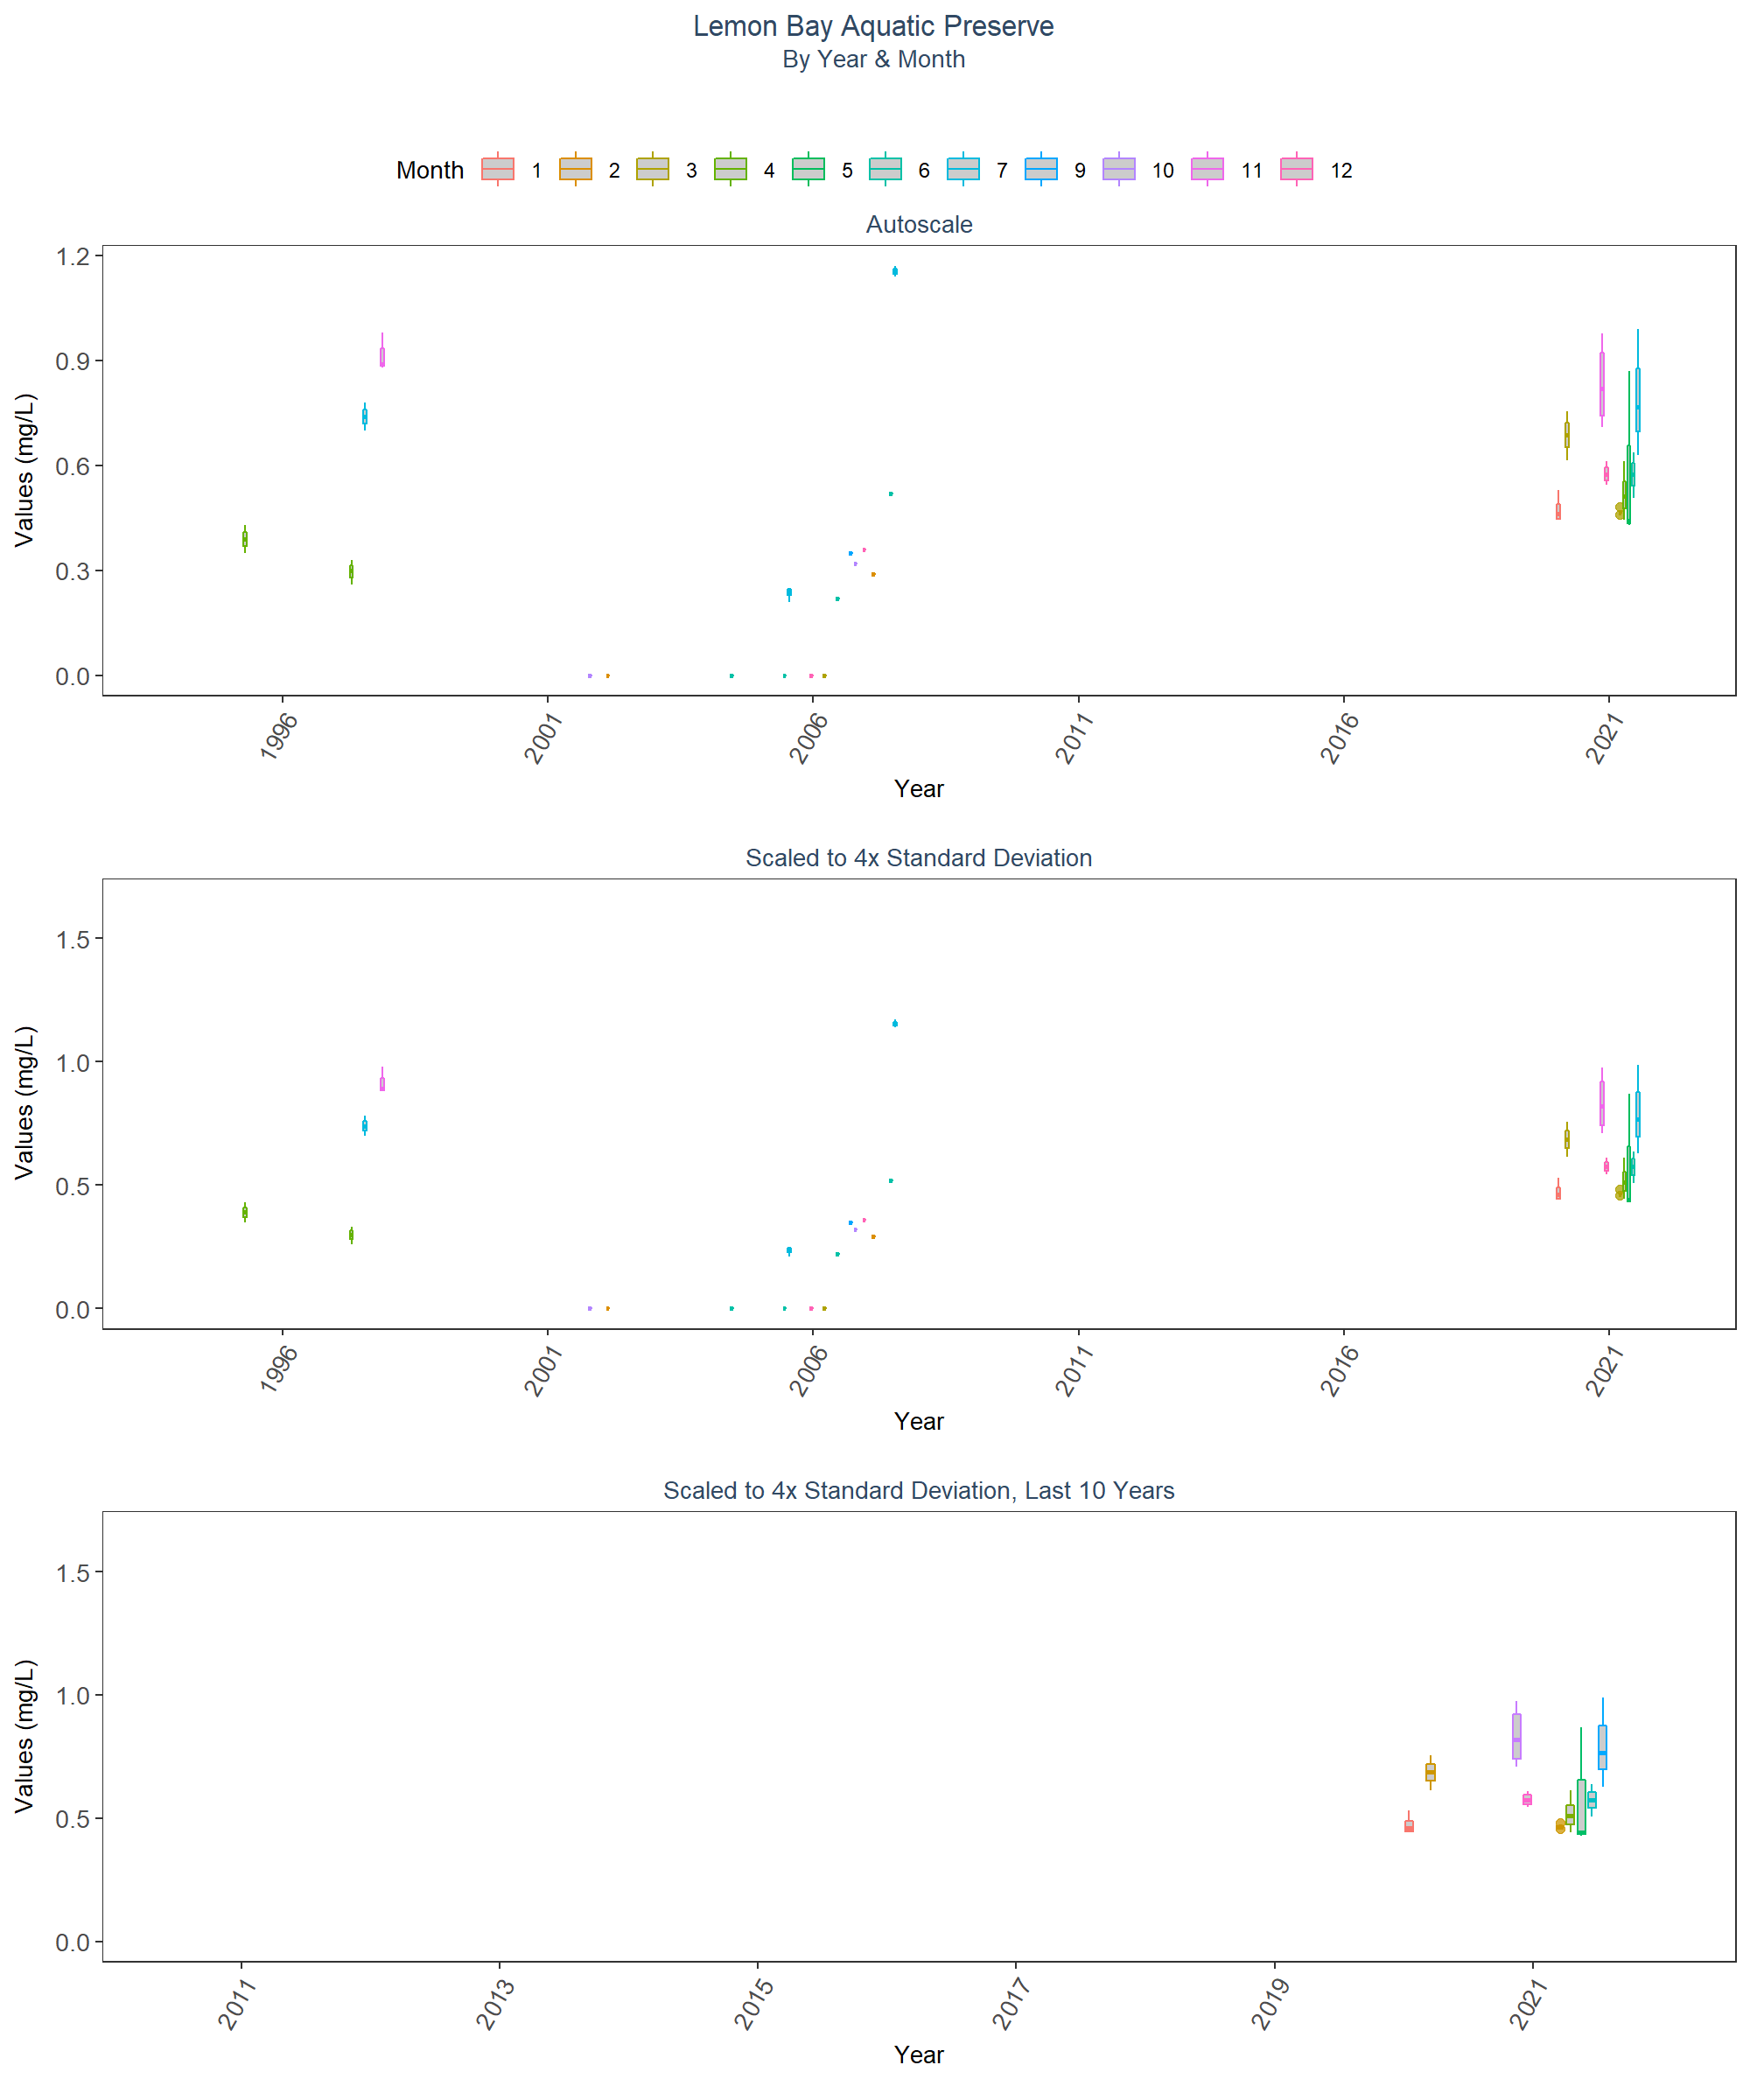 Lemon Bay Aquatic Preserve
By Year & Month
Month 1 2 3 4 5 6 7 9 10 11 12
Autoscale
Values (mg/L)
1.2
0.9
0.6
0.3
0.0
1996 2001 2006 2011 2016 2021
Year
Scaled to 4x Standard Deviation
Values (mg/L)
1.5
1.0
0.5
0.0
1996 2001 2006 2011 2016 2021
Year
Scaled to 4x Standard Deviation, Last 10 Years
Values (mg/L)
1.5
1.0
0.5
0.0
2011 2013 2015 2017 2019 2021
Year